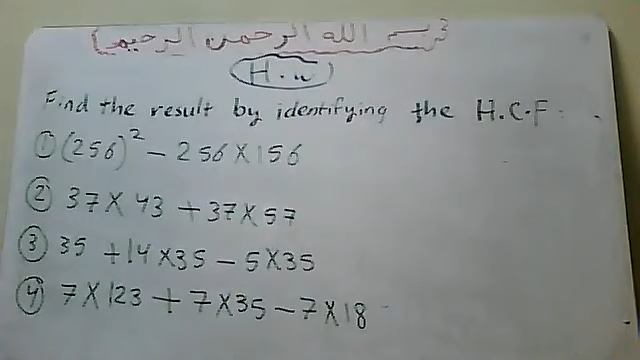 بسم الله الرحمن الرحيم
H.w
Find the result by identifying the H.C.F.
① (256)² - 256 X 156
② 37 X 43 + 37 X 57
③ 35 + 14 X 35 - 5 X 35
④ 7 X 123 + 7 X 35 - 7 X 18